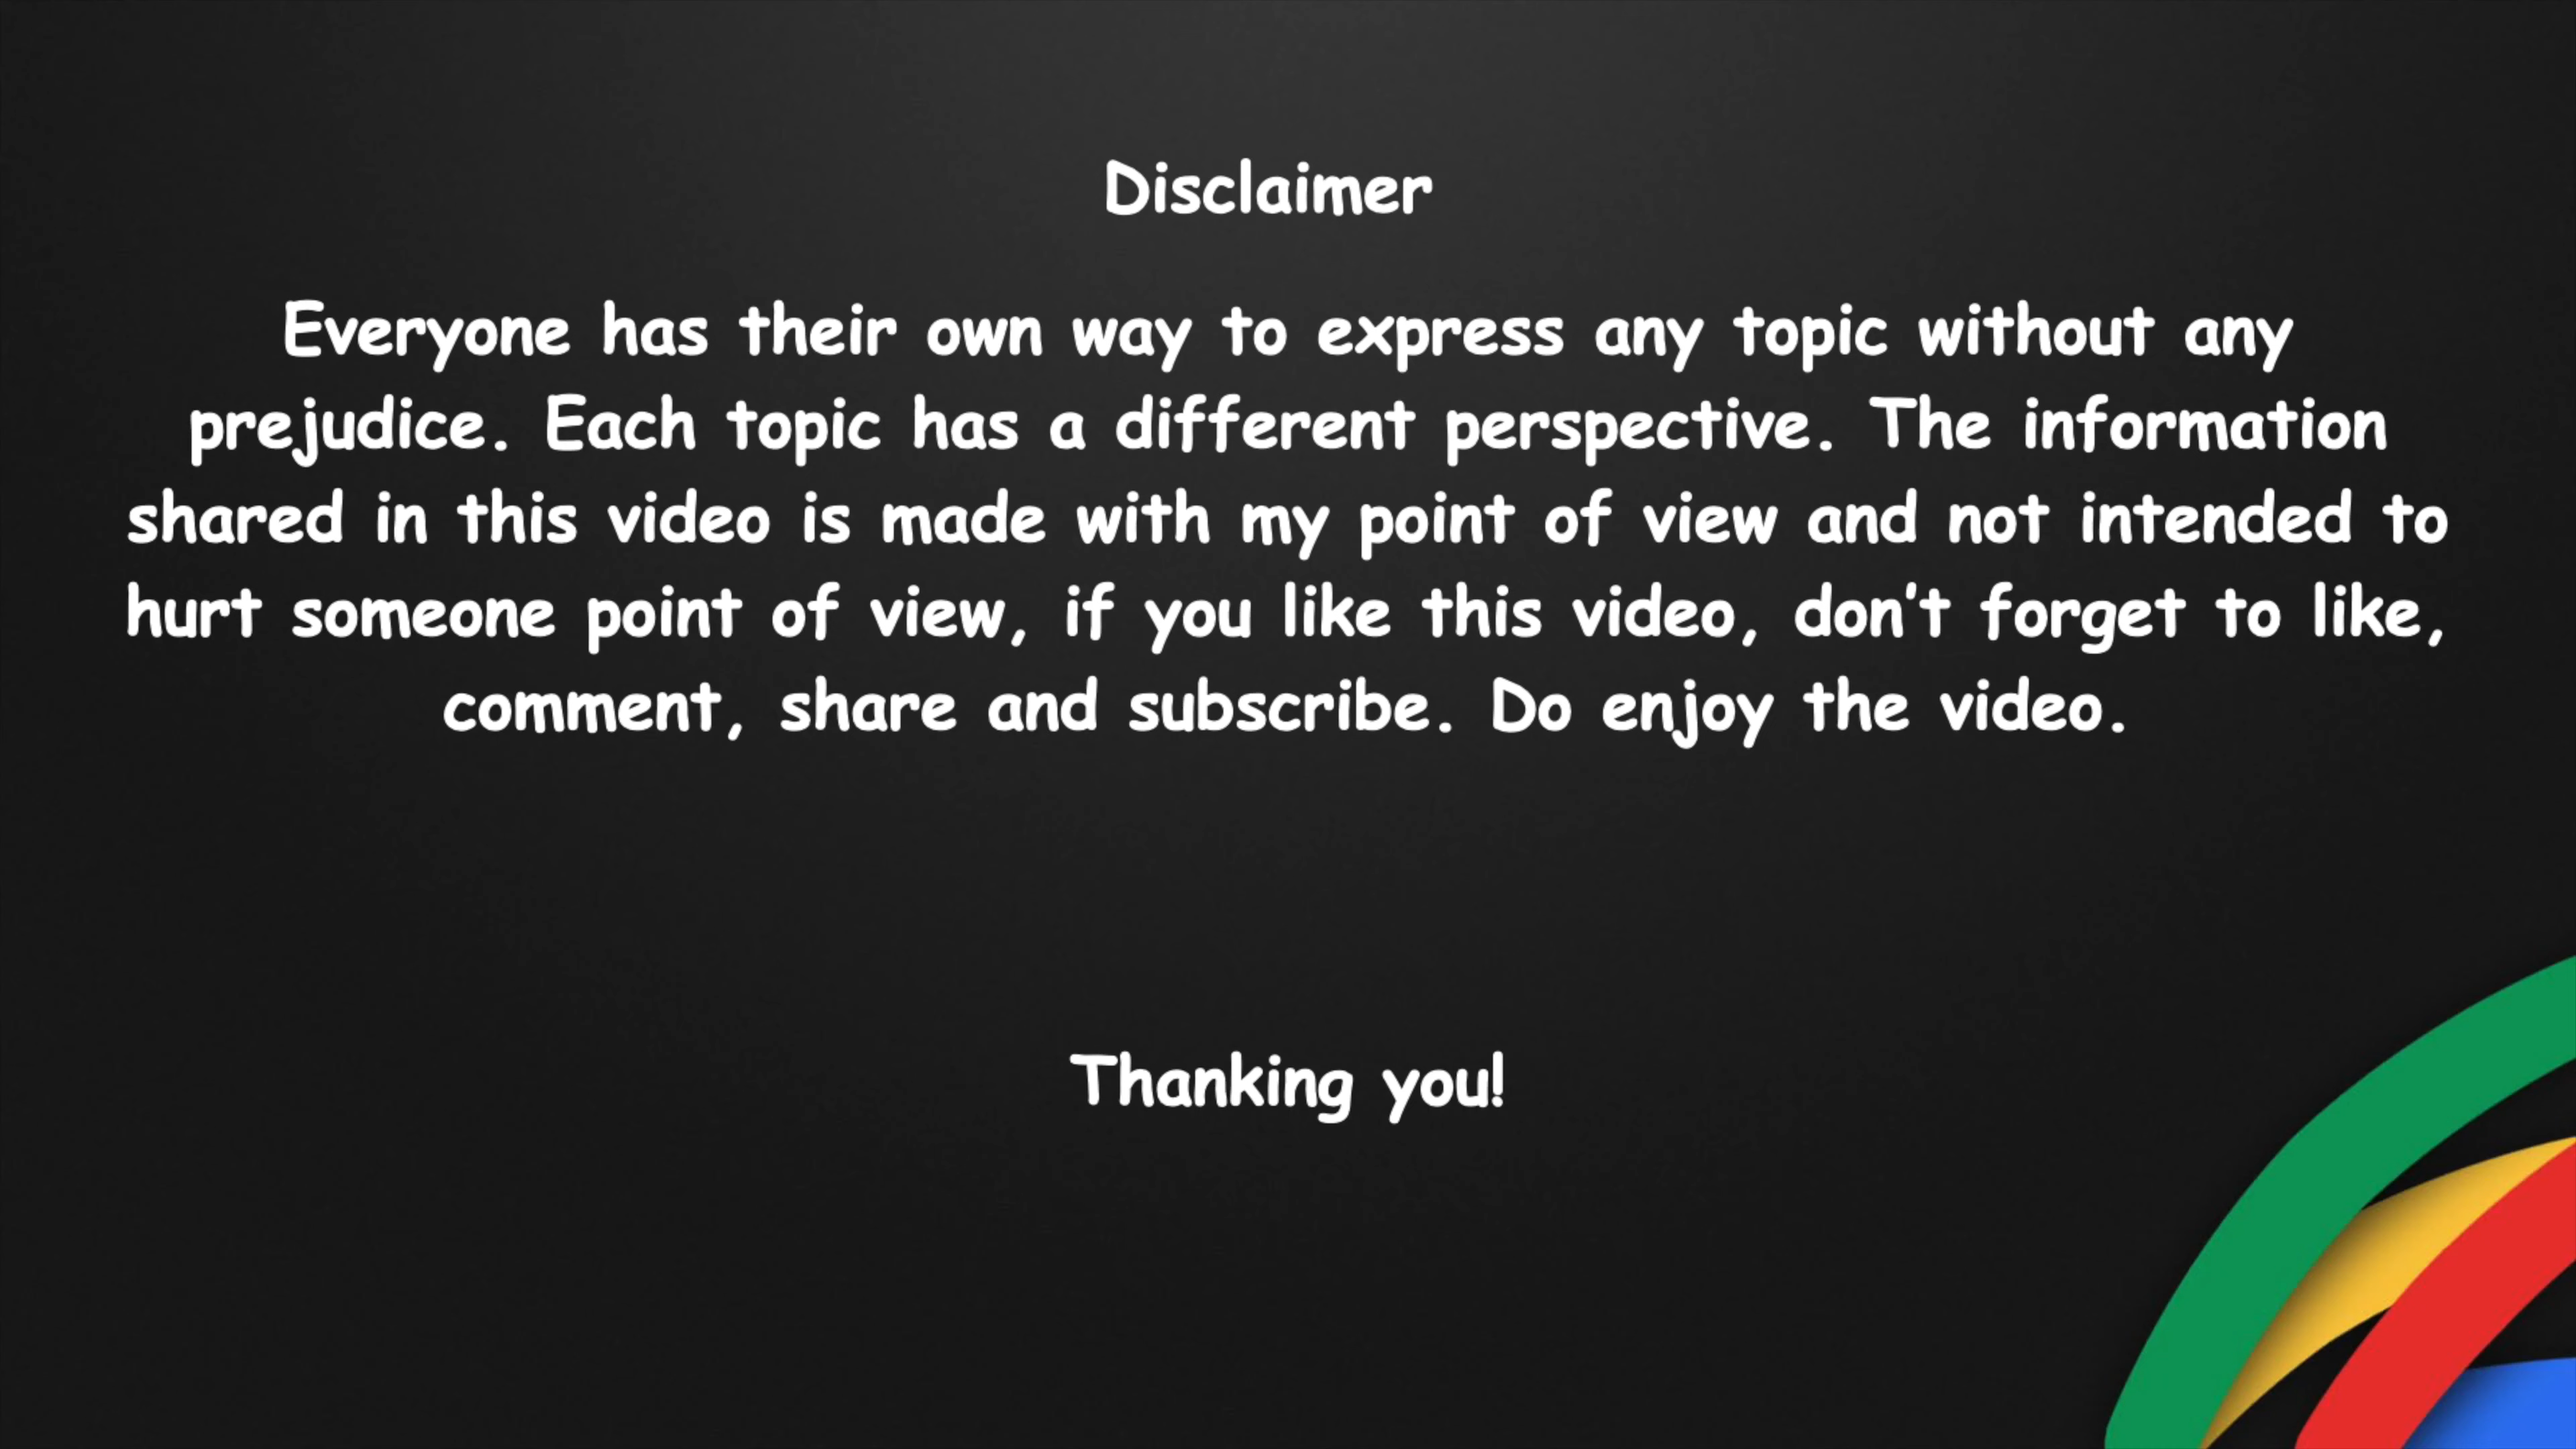 Disclaimer
Everyone has their own way to express any topic without any
prejudice. Each topic has a different perspective. The information
shared in this video is made with my point of view and not intended to
hurt someone point of view, if you like this video, don't forget to like,
comment, share and subscribe. Do enjoy the video.
Thanking you!